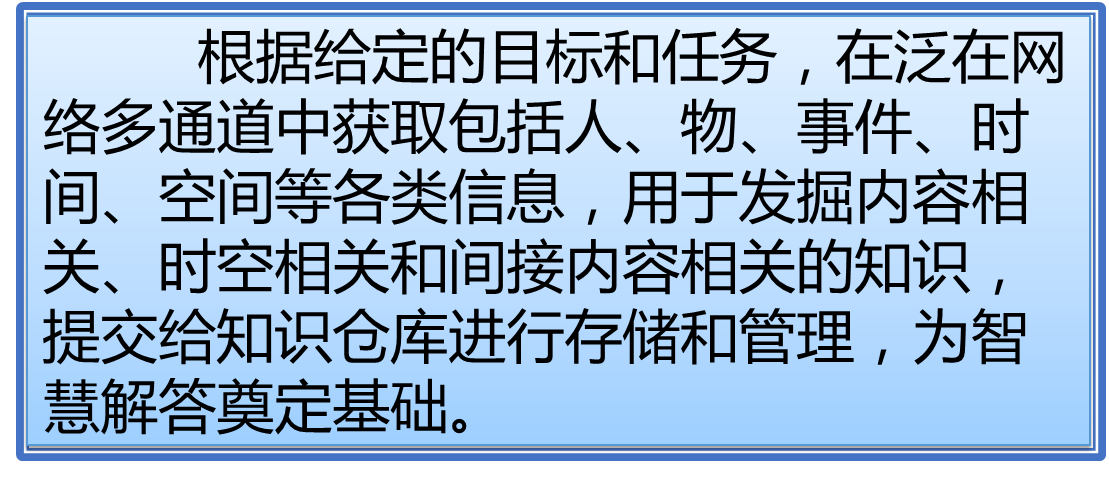 根据给定的目标和任务，在泛在网
络多通道中获取包括人、物、事件、时
间、空间等各类信息，用于发掘内容相
关、时空相关和间接内容相关的知识，
提交给知识仓库进行存储和管理，为智
慧解答奠定基础。